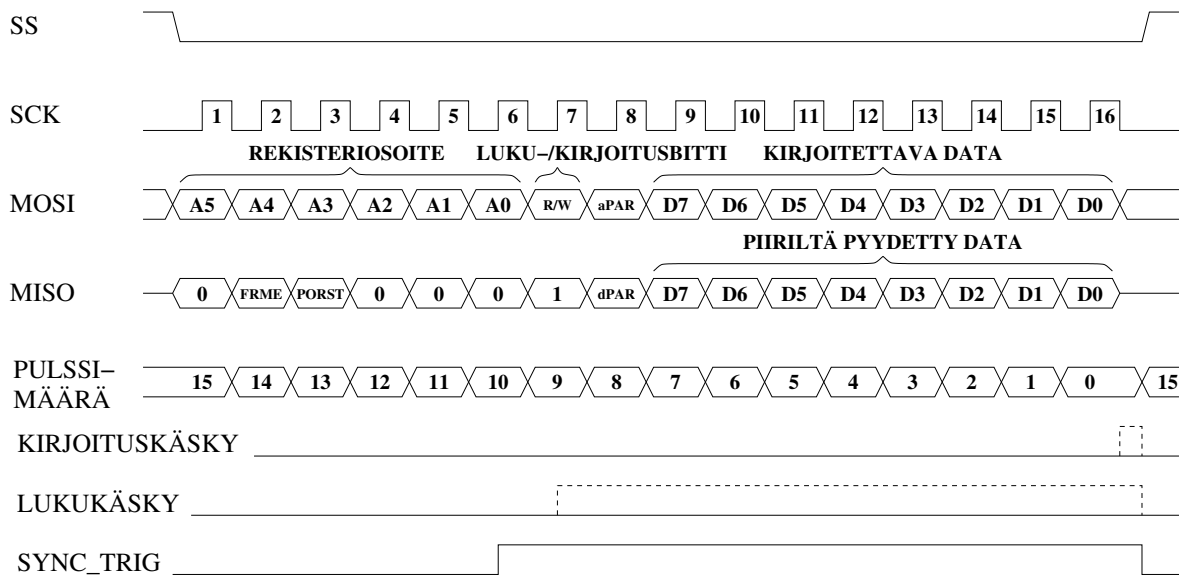 SS
SCK 1 2 3 4 5 6 7 8 9 10 11 12 13 14 15 16
REKISTERIOSOITE LUKU−/KIRJOITUSBITTI KIRJOITETTAVA DATA
MOSI A5 A4 A3 A2 A1 A0 R/W aPAR D7 D6 D5 D4 D3 D2 D1 D0
PIIRILTÄ PYYDETTY DATA
MISO 0 FRME PORST 0 0 0 1 dPAR D7 D6 D5 D4 D3 D2 D1 D0
PULSSI−
MÄÄRÄ 15 14 13 12 11 10 9 8 7 6 5 4 3 2 1 0 15
KIRJOITUSKÄSKY
LUKUKÄSKY
SYNC_TRIG